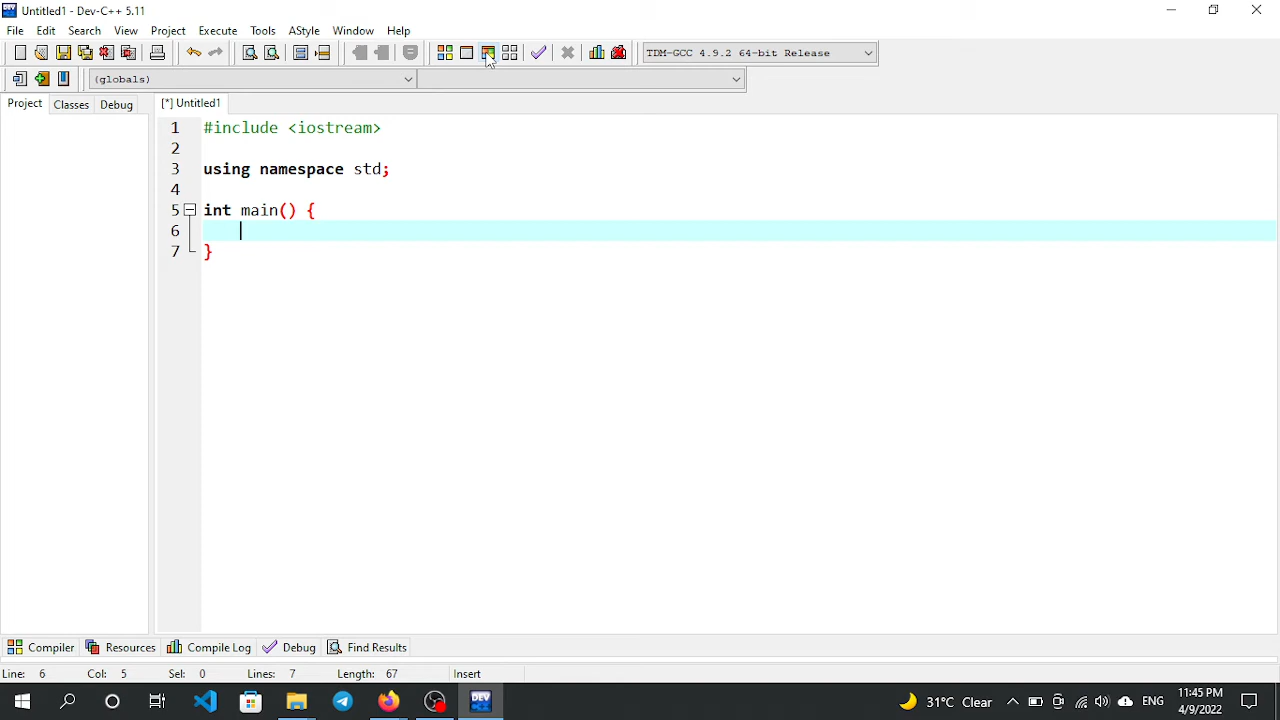 Untitled1 - Dev-C++ 5.11
File Edit Search View Project Execute Tools AStyle Window Help
TDM-GCC 4.9.2 64-bit Release
(globals)
Project Classes Debug [*] Untitled1
1 #include <iostream>
2
3 using namespace std;
4
5 int main() {
6
7 }
Compiler Resources Compile Log Debug Find Results
Line: 6 Col: 5 Sel: 0 Lines: 7 Length: 67 Insert
DEV 31°C Clear ENG 11:45 PM
4/9/2022